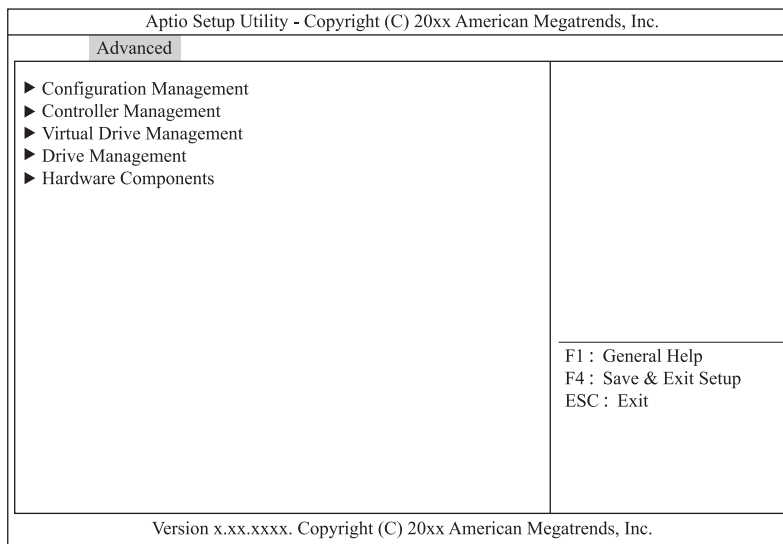 Aptio Setup Utility - Copyright (C) 20xx American Megatrends, Inc.
Advanced
▶ Configuration Management
▶ Controller Management
▶ Virtual Drive Management
▶ Drive Management
▶ Hardware Components
F1 : General Help
F4 : Save & Exit Setup
ESC : Exit
Version x.xx.xxxx. Copyright (C) 20xx American Megatrends, Inc.